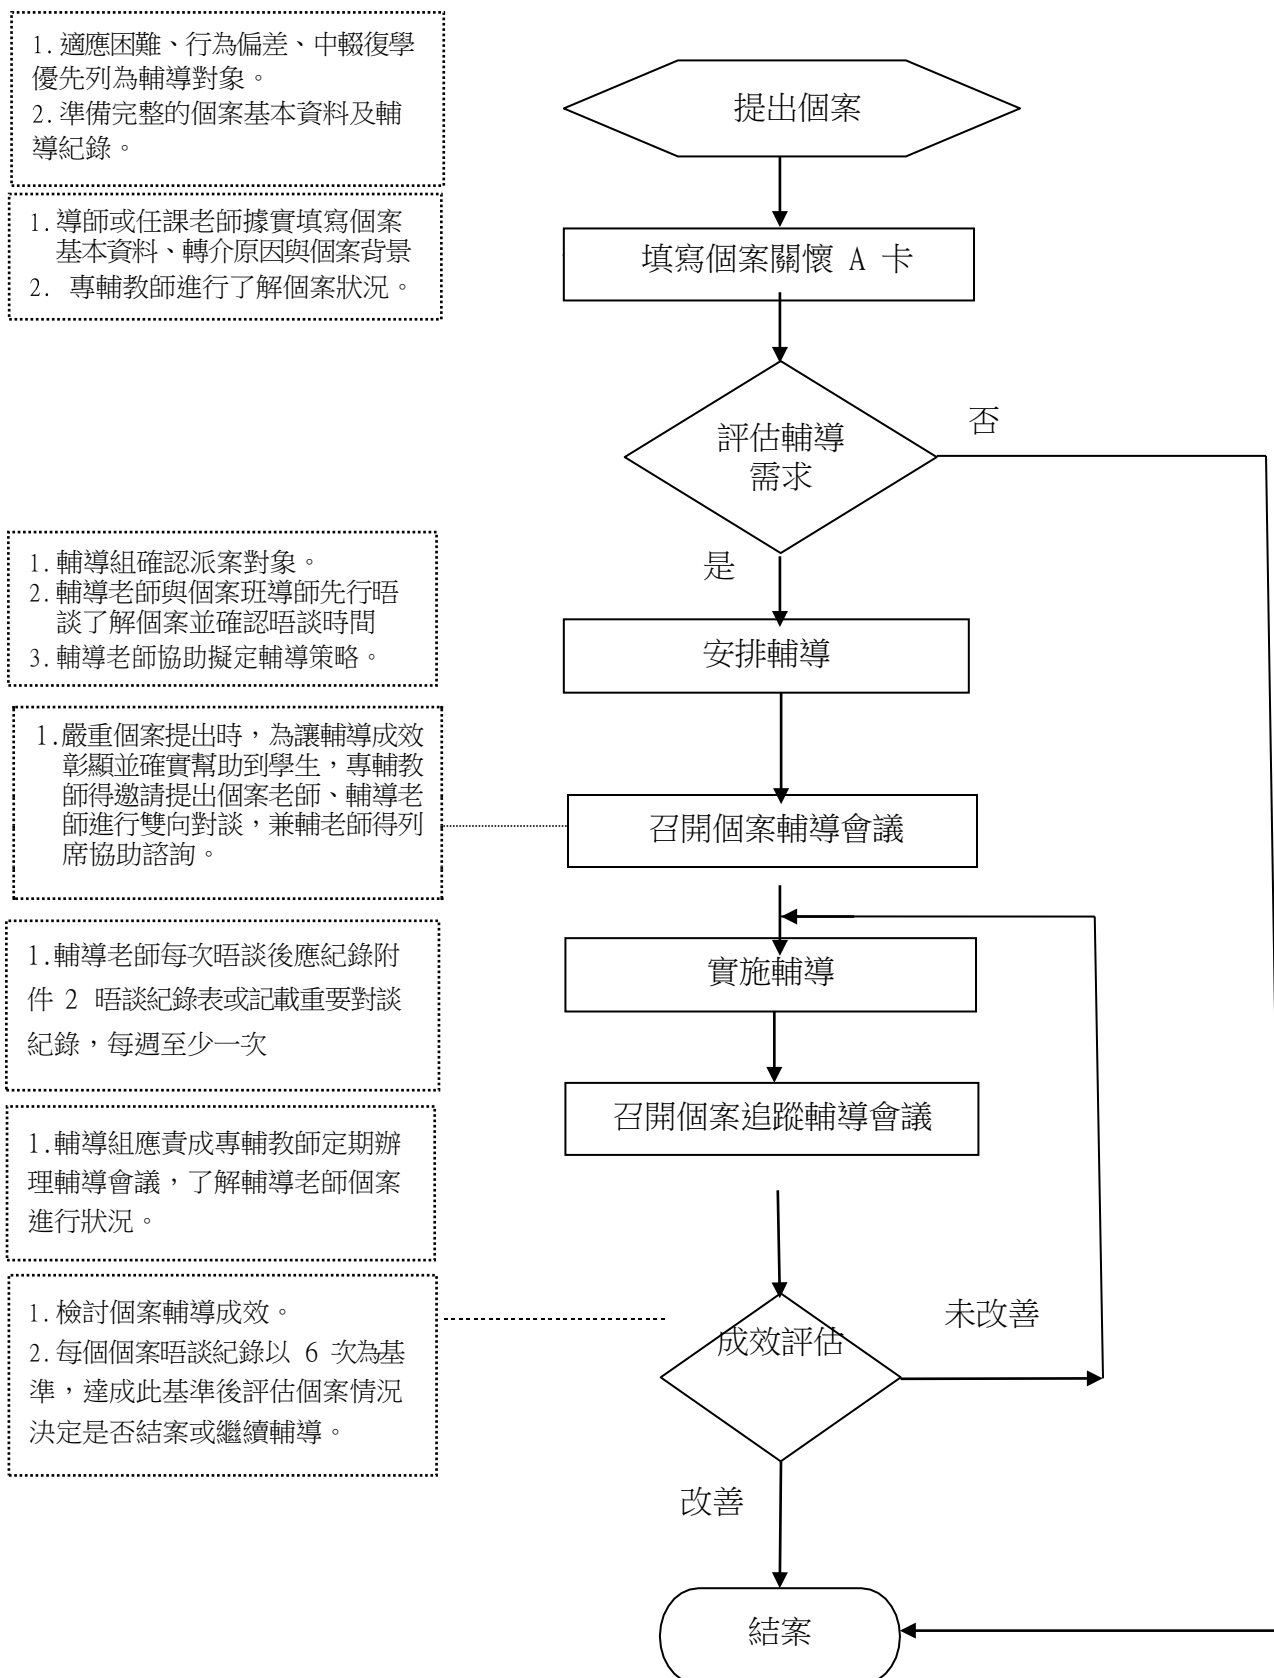 1. 適應困難、行為偏差、中輟復學
優先列為輔導對象。
2. 準備完整的個案基本資料及輔
導紀錄。
提出個案
1. 導師或任課老師據實填寫個案
基本資料、轉介原因與個案背景
2. 專輔教師進行了解個案狀況。
填寫個案關懷 A 卡
評估輔導
需求
否
是
1. 輔導組確認派案對象。
2. 輔導老師與個案班導師先行晤
談了解個案並確認晤談時間
3. 輔導老師協助擬定輔導策略。
安排輔導
1.嚴重個案提出時，為讓輔導成效
彰顯並確實幫助到學生，專輔教
師得邀請提出個案老師、輔導老
師進行雙向對談，兼輔老師得列
席協助諮詢。
召開個案輔導會議
1.輔導老師每次晤談後應紀錄附
件 2 晤談紀錄表或記載重要對談
紀錄，每週至少一次
實施輔導
召開個案追蹤輔導會議
1.輔導組應責成專輔教師定期辦
理輔導會議，了解輔導老師個案
進行狀況。
1. 檢討個案輔導成效。
2. 每個個案晤談紀錄以 6 次為基
準，達成此基準後評估個案情況
決定是否結案或繼續輔導。
成效評估
未改善
改善
結案